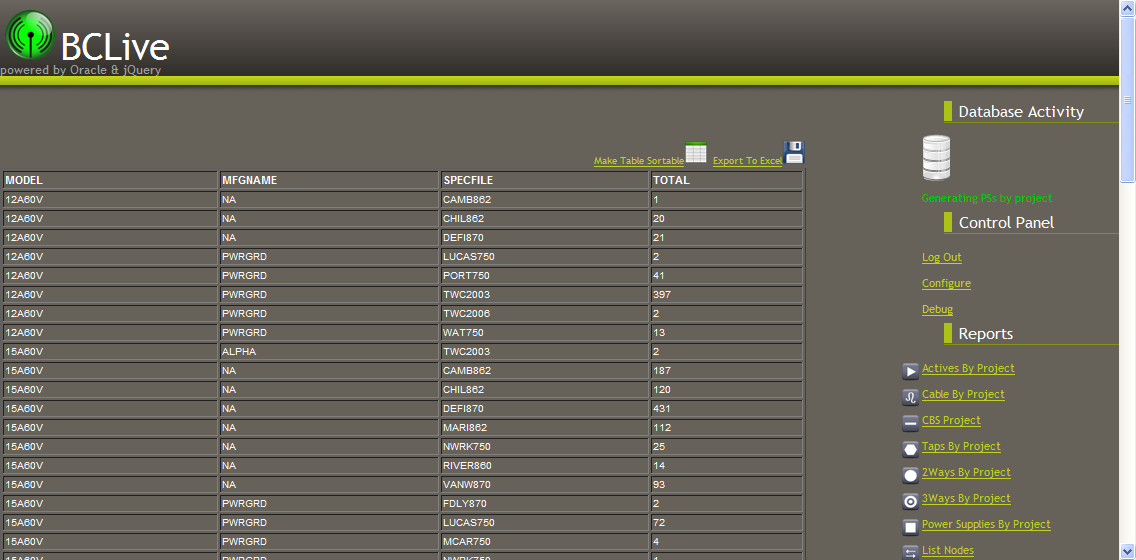 BCLive
powered by Oracle & jQuery
Make Table Sortable Export To Excel
MODEL MFGNAME SPECFILE TOTAL
12A60V NA CAMB862 1
12A60V NA CHIL862 20
12A60V NA DEFI870 21
12A60V PWRGRD LUCAS750 2
12A60V PWRGRD PORT750 41
12A60V PWRGRD TWC2003 397
12A60V PWRGRD TWC2006 2
12A60V PWRGRD WAT750 13
15A60V ALPHA TWC2003 2
15A60V NA CAMB862 187
15A60V NA CHIL862 120
15A60V NA DEFI870 431
15A60V NA MARI862 112
15A60V NA NWRK750 25
15A60V NA RIVER860 14
15A60V NA VANW870 93
15A60V PWRGRD FDLY870 2
15A60V PWRGRD LUCAS750 72
15A60V PWRGRD MCAR750 4
15A60V PWRGRD NWRK750 1
Database Activity
Generating PSs by project
Control Panel
Log Out
Configure
Debug
Reports
Actives By Project
Cable By Project
CBS Project
Taps By Project
2Ways By Project
3Ways By Project
Power Supplies By Project
List Nodes